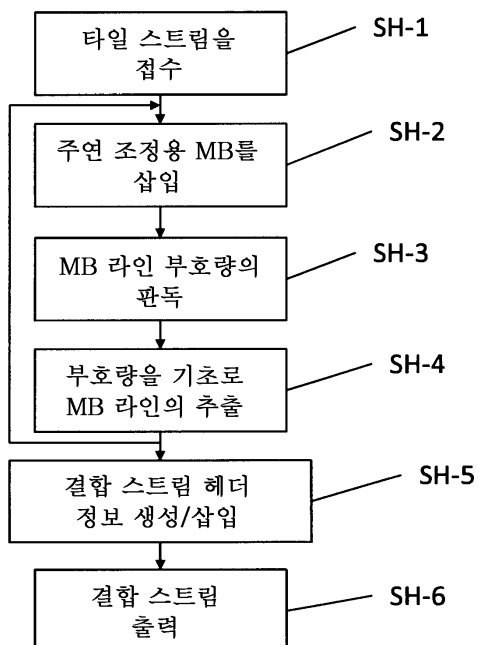 타일 스트림을
접수
SH-1
주연 조정용 MB를
삽입
SH-2
MB 라인 부호량의
판독
SH-3
부호량을 기초로
MB 라인의 추출
SH-4
결합 스트림 헤더
정보 생성/삽입
SH-5
결합 스트림
출력
SH-6